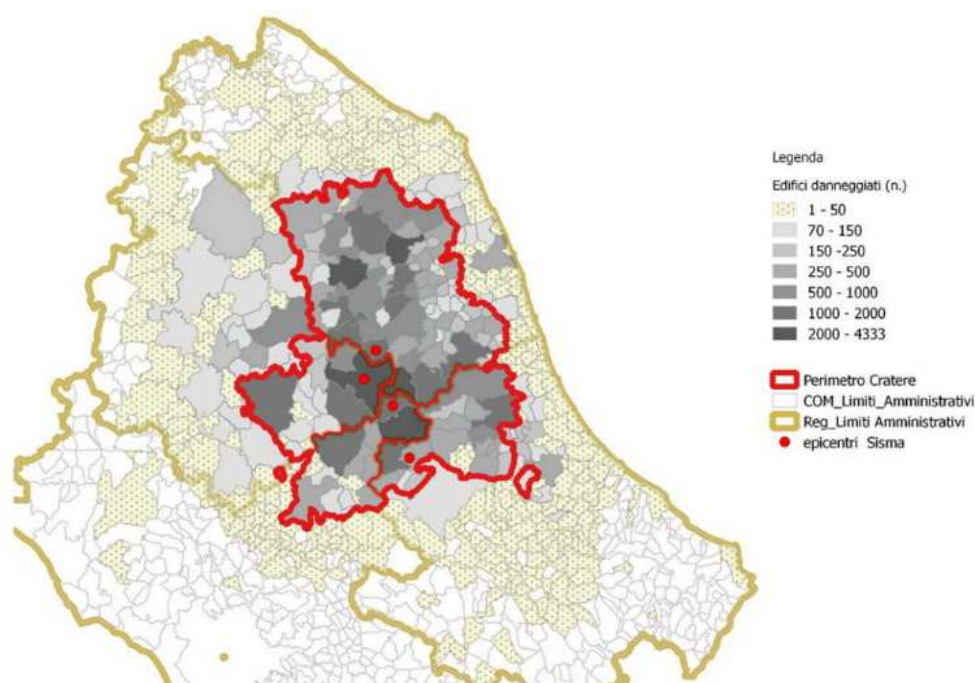 Legenda
Edifici danneggiati (n.)
1 - 50
70 - 150
150 -250
250 - 500
500 - 1000
1000 - 2000
2000 - 4333
Perimetro Cratere
COM_Limiti_Amministrativi
Reg_Limiti Amministrativi
epicentri Sisma